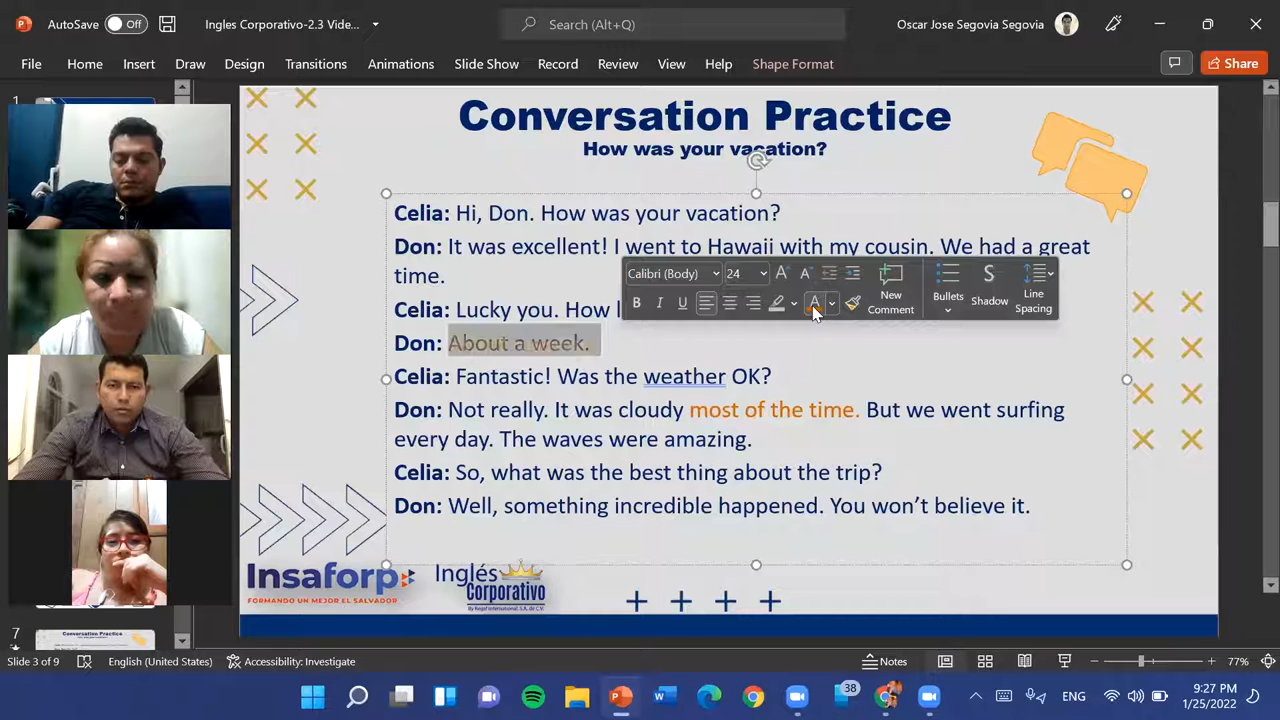 AutoSave Off Ingles Corporativo-2.3 Vide... Search (Alt+Q) Oscar Jose Segovia Segovia
File Home Insert Draw Design Transitions Animations Slide Show Record Review View Help Shape Format Share
1
Conversation Practice
How was your vacation?
Celia: Hi, Don. How was your vacation?
Don: It was excellent! I went to Hawaii with my cousin. We had a great
time.
Calibri (Body) 24
B I U A New Comment Bullets Shadow Line Spacing
Celia: Lucky you. How
Don: About a week.
Celia: Fantastic! Was the weather OK?
Don: Not really. It was cloudy most of the time. But we went surfing
every day. The waves were amazing.
Celia: So, what was the best thing about the trip?
Don: Well, something incredible happened. You won’t believe it.
Insaforp
FORMANDO UN MEJOR EL SALVADOR
Inglés
Corporativo
By Regal International, S.A. de C.V.
7
Conversation Practice
Slide 3 of 9 English (United States) Accessibility: Investigate Notes 77%
38 ENG 9:27 PM
1/25/2022